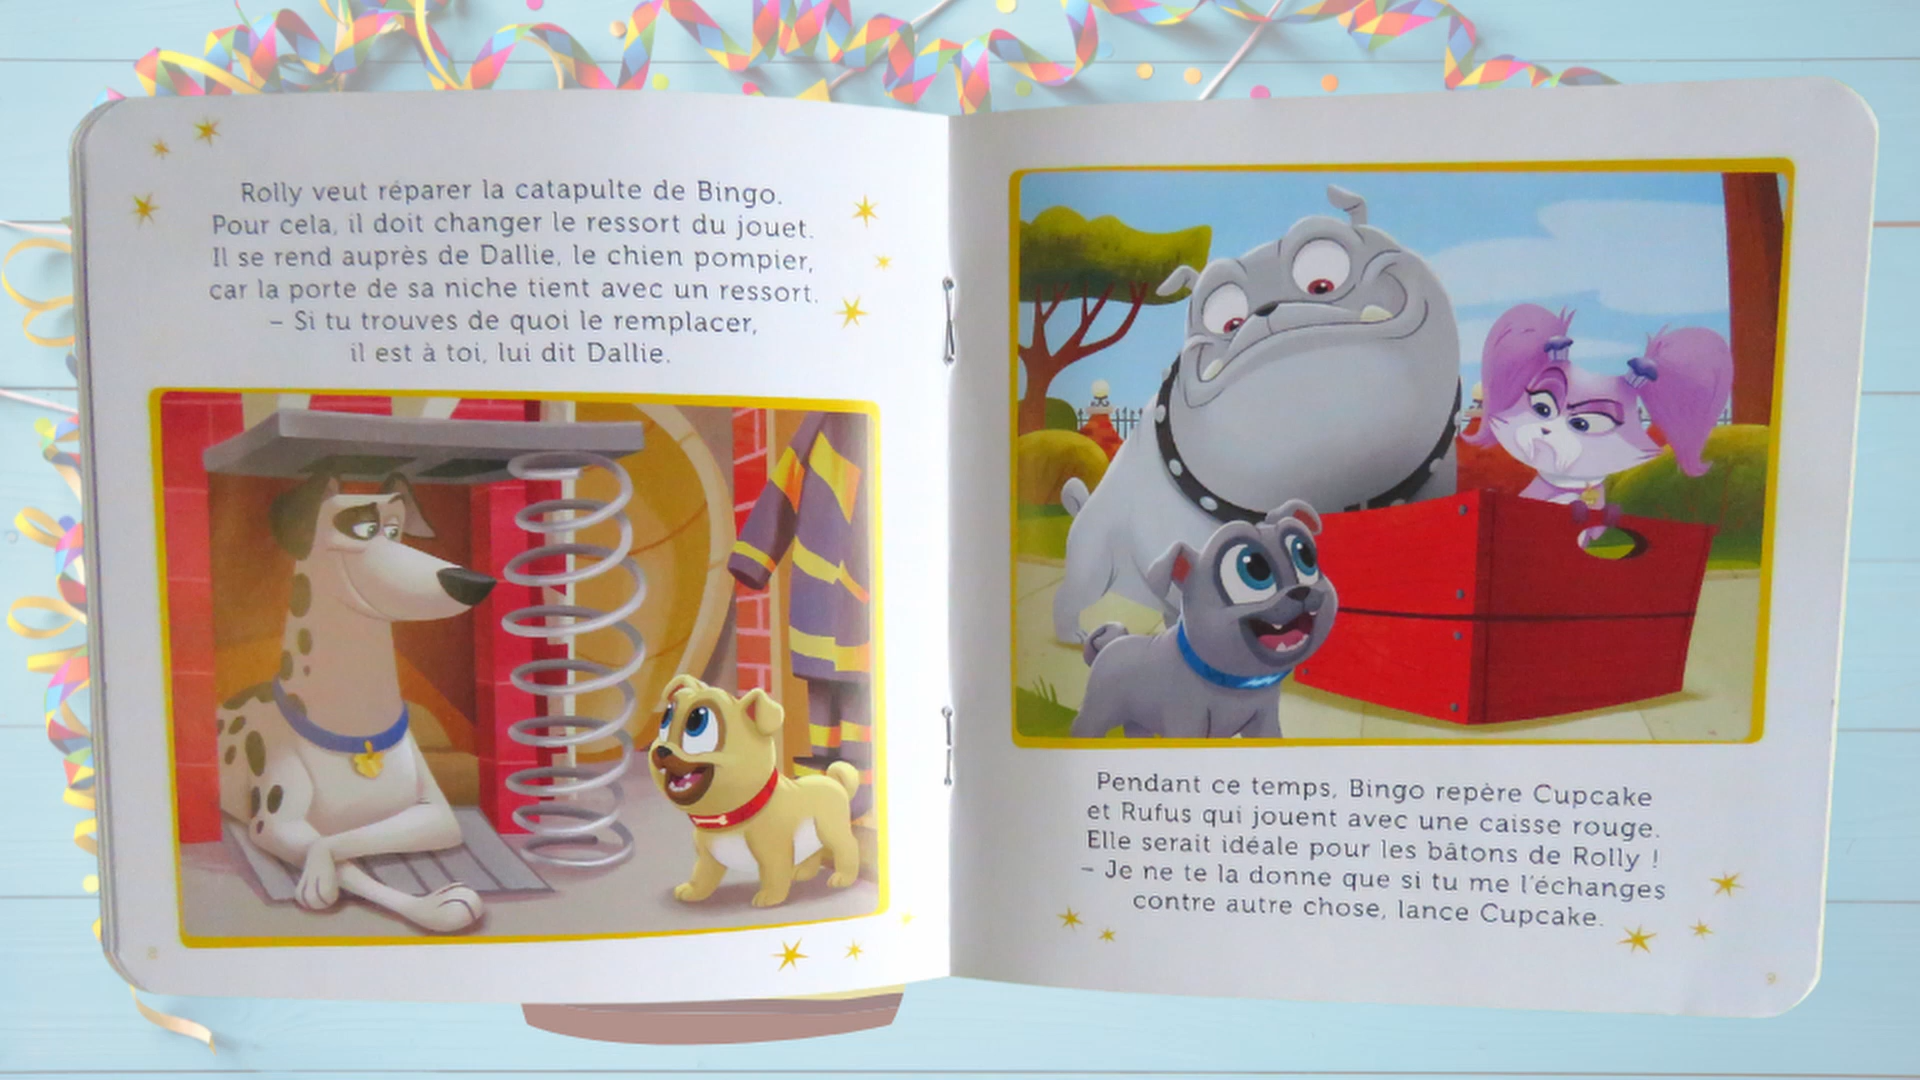 Rolly veut réparer la catapulte de Bingo.
Pour cela, il doit changer le ressort du jouet.
Il se rend auprès de Dallie, le chien pompier,
car la porte de sa niche tient avec un ressort.
– Si tu trouves de quoi le remplacer,
il est à toi, lui dit Dallie.
8
Pendant ce temps, Bingo repère Cupcake
et Rufus qui jouent avec une caisse rouge.
Elle serait idéale pour les bâtons de Rolly !
– Je ne te la donne que si tu me l'échanges
contre autre chose, lance Cupcake.
9